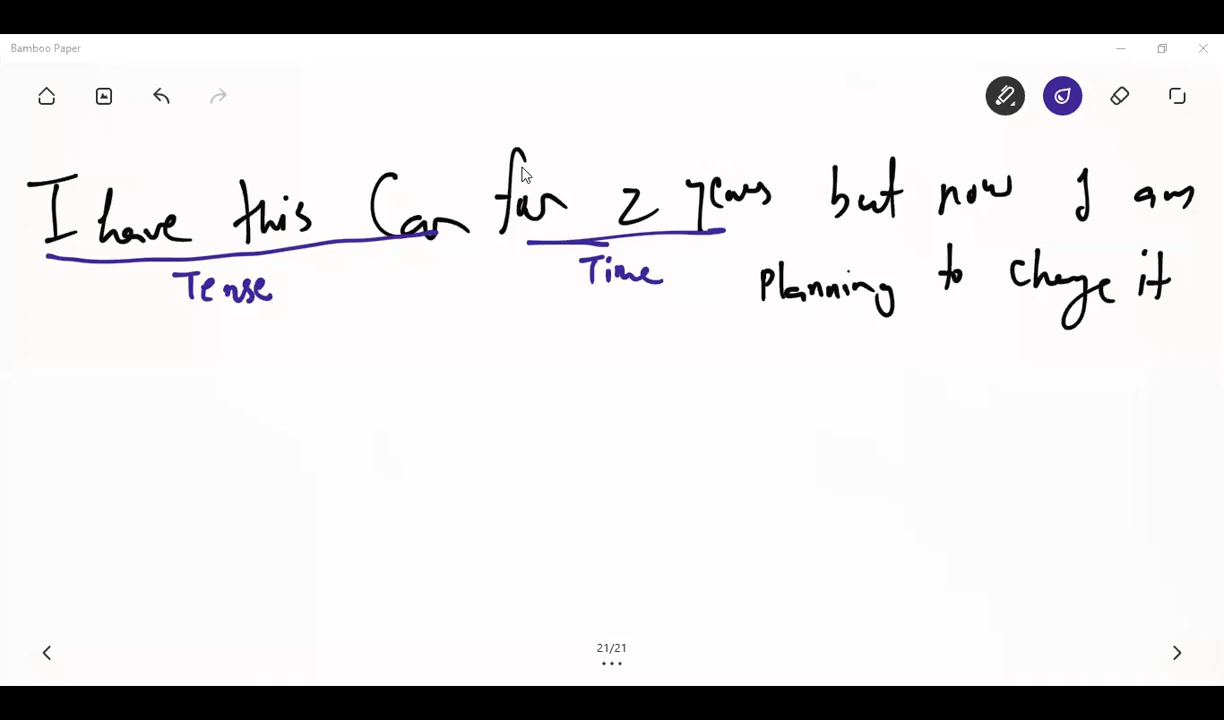 Bamboo Paper
I have this Car for 2 years but now I am
Tense Time planning to change it
21/21